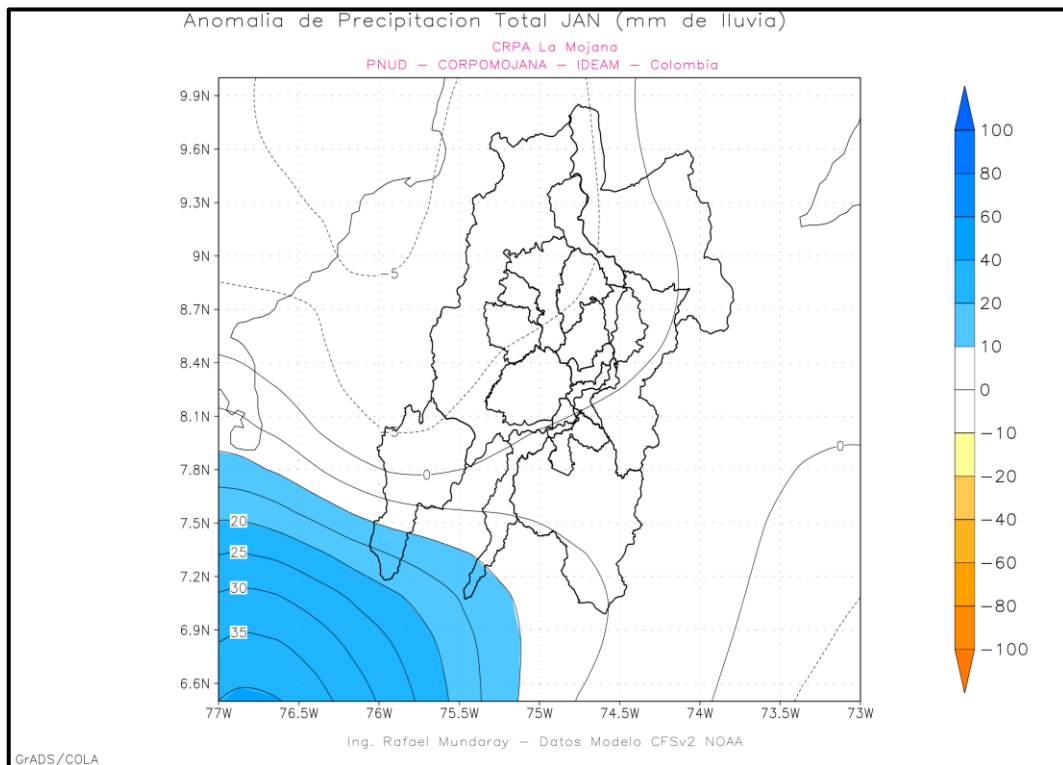 Anomalia de Precipitacion Total JAN (mm de lluvia)
CRPA La Mojana
PNUD – CORPOMOJANA – IDEAM – Colombia
9.9N
9.6N
9.3N
9N
8.7N
8.4N
8.1N
7.8N
7.5N
7.2N
6.9N
6.6N
77W 76.5W 76W 75.5W 75W 74.5W 74W 73.5W 73W
-5
-5
0
0
20
25
30
35
100
80
60
40
20
10
0
-10
-20
-40
-60
-80
-100
Ing. Rafael Mundaray – Datos Modelo CFSv2 NOAA
GrADS/COLA